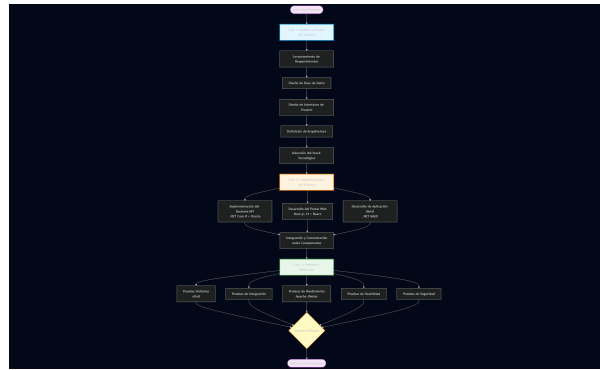 Levantamiento de
Requerimientos
Diseño de Base de Datos
Diseño de Interfaces de
Usuario
Definición de Arquitectura
Selección del Stack
Tecnológico
Implementación del
Backend API
.NET Core 8 + Oracle
Desarrollo del Portal Web
Next.js 14 + React
Desarrollo de Aplicación
Móvil
.NET MAUI
Integración y Comunicación
entre Componentes
Pruebas Unitarias
xUnit
Pruebas de Integración
Pruebas de Rendimiento
Apache JMeter
Pruebas de Usabilidad
Pruebas de Seguridad